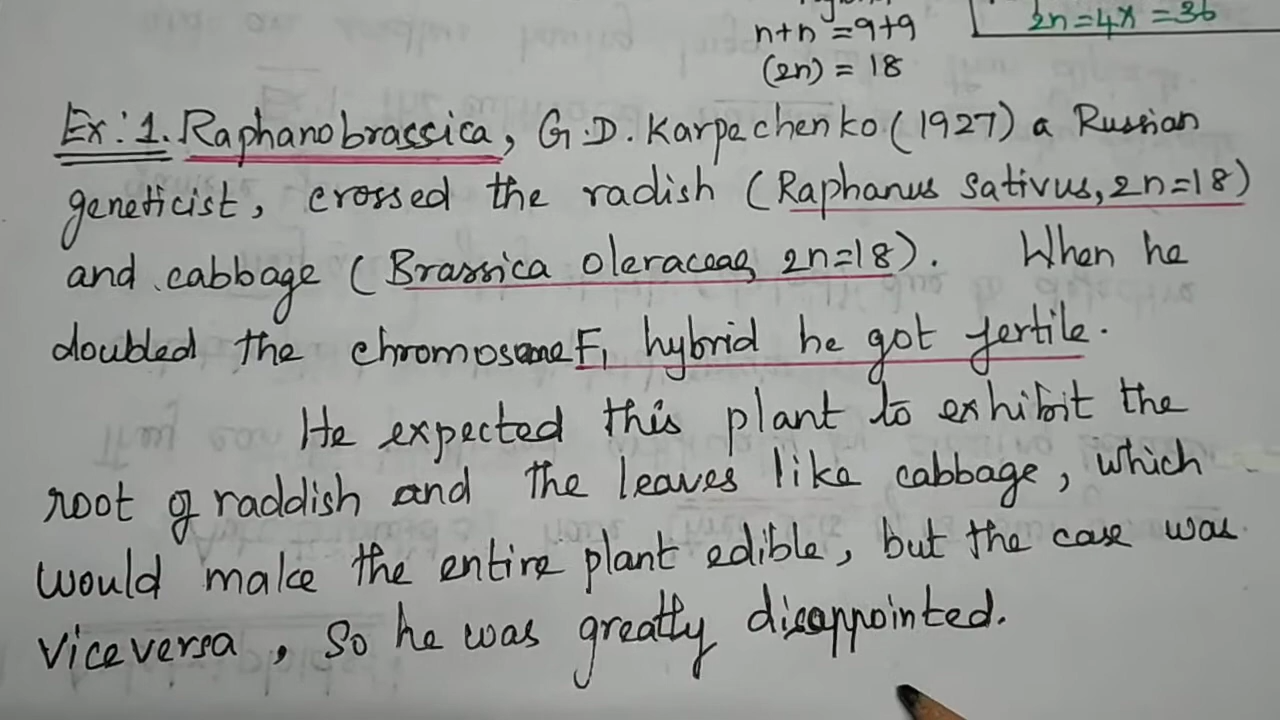 n+n = 9+9
2n=4x=36
(2n) = 18
Ex:1. Raphanobrassica, G.D. Karpechenko (1927) a Russian
geneticist, crossed the radish (Raphanus sativus, 2n=18)
and cabbage (Brassica oleraceae, 2n=18). When he
doubled the chromosome F1 hybrid he got fertile.
He expected this plant to exhibit the
root of raddish and the leaves like cabbage, which
would make the entire plant edible, but the case was
viceversa, so he was greatly disappointed.